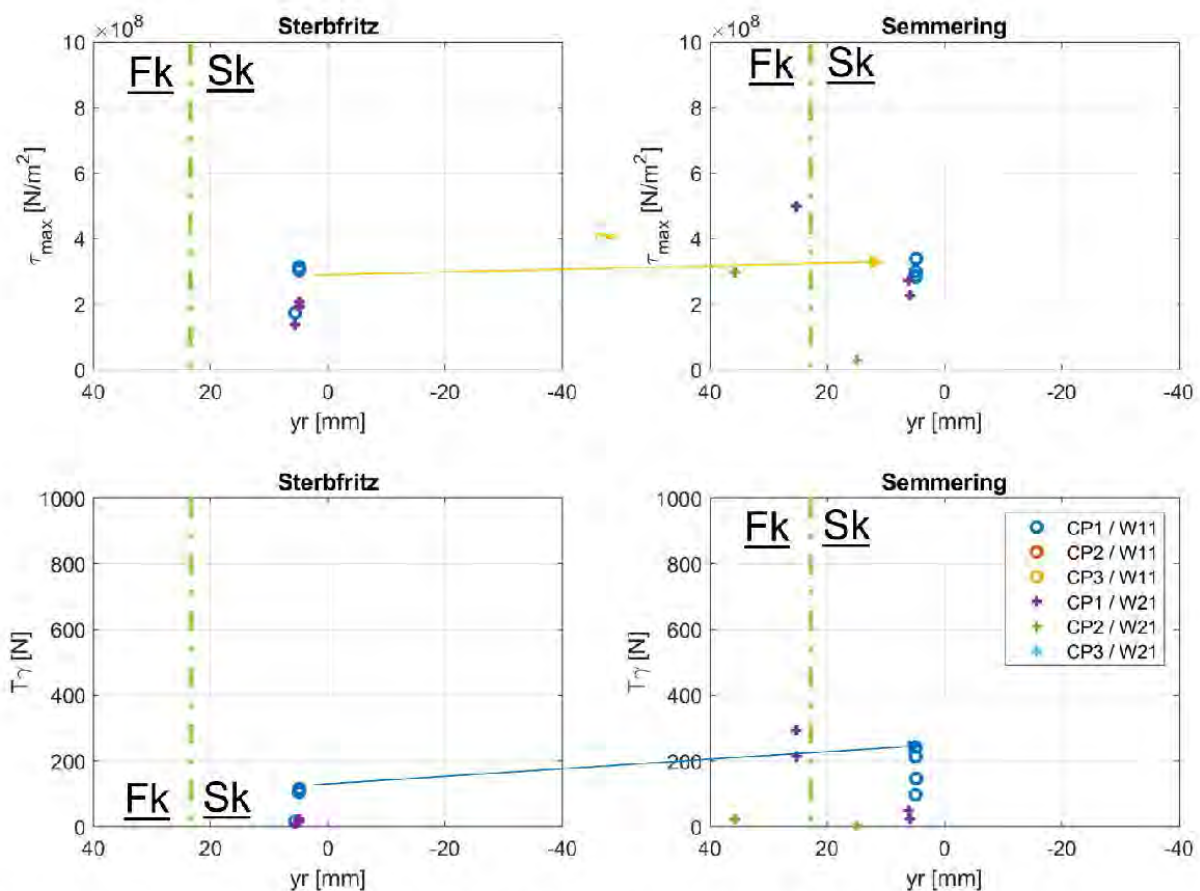 ×10⁸
Sterbfritz
Fk Sk
10
8
6
4
2
0
τmax [N/m²]
40 20 0 -20 -40
yr [mm]
×10⁸
Semmering
Fk Sk
10
8
6
4
2
0
τmax [N/m²]
40 20 0 -20 -40
yr [mm]
Sterbfritz
1000
800
600
400
200
0
Tγ [N]
Fk Sk
40 20 0 -20 -40
yr [mm]
Semmering
Fk Sk
1000
800
600
400
200
0
Tγ [N]
CP1 / W11
CP2 / W11
CP3 / W11
CP1 / W21
CP2 / W21
CP3 / W21
40 20 0 -20 -40
yr [mm]